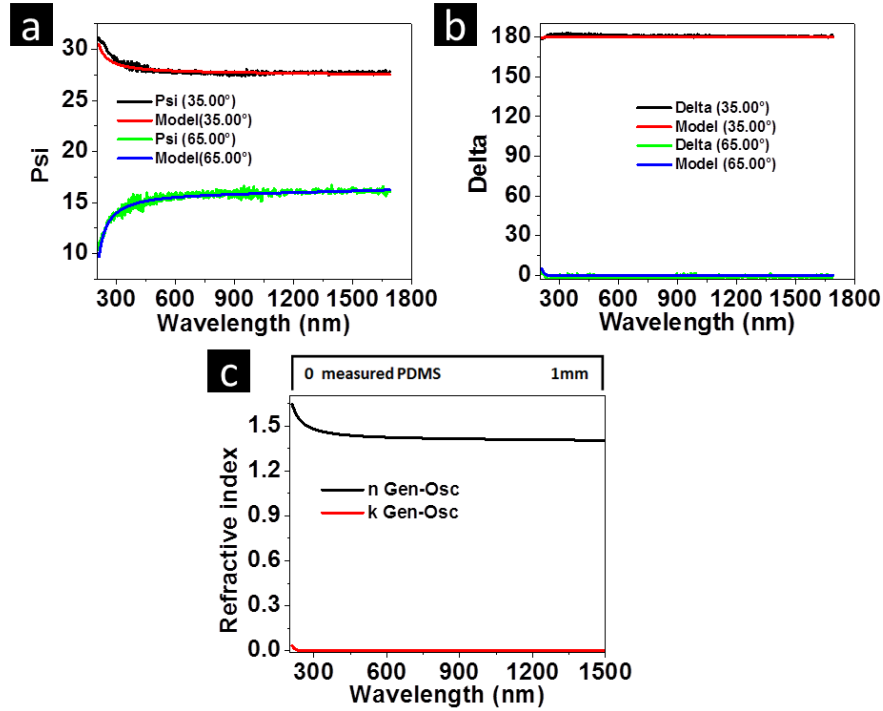 a
30
25
20
15
10
Psi
Psi (35.00°)
Model(35.00°)
Psi (65.00°)
Model(65.00°)
300 600 900 1200 1500 1800
Wavelength (nm)
b
180
150
120
90
60
30
0
Delta
Delta (35.00°)
Model (35.00°)
Delta (65.00°)
Model (65.00°)
300 600 900 1200 1500 1800
Wavelength (nm)
c
0 measured PDMS 1mm
1.5
1.2
0.9
0.6
0.3
0.0
Refractive index
n Gen-Osc
k Gen-Osc
300 600 900 1200 1500
Wavelength (nm)